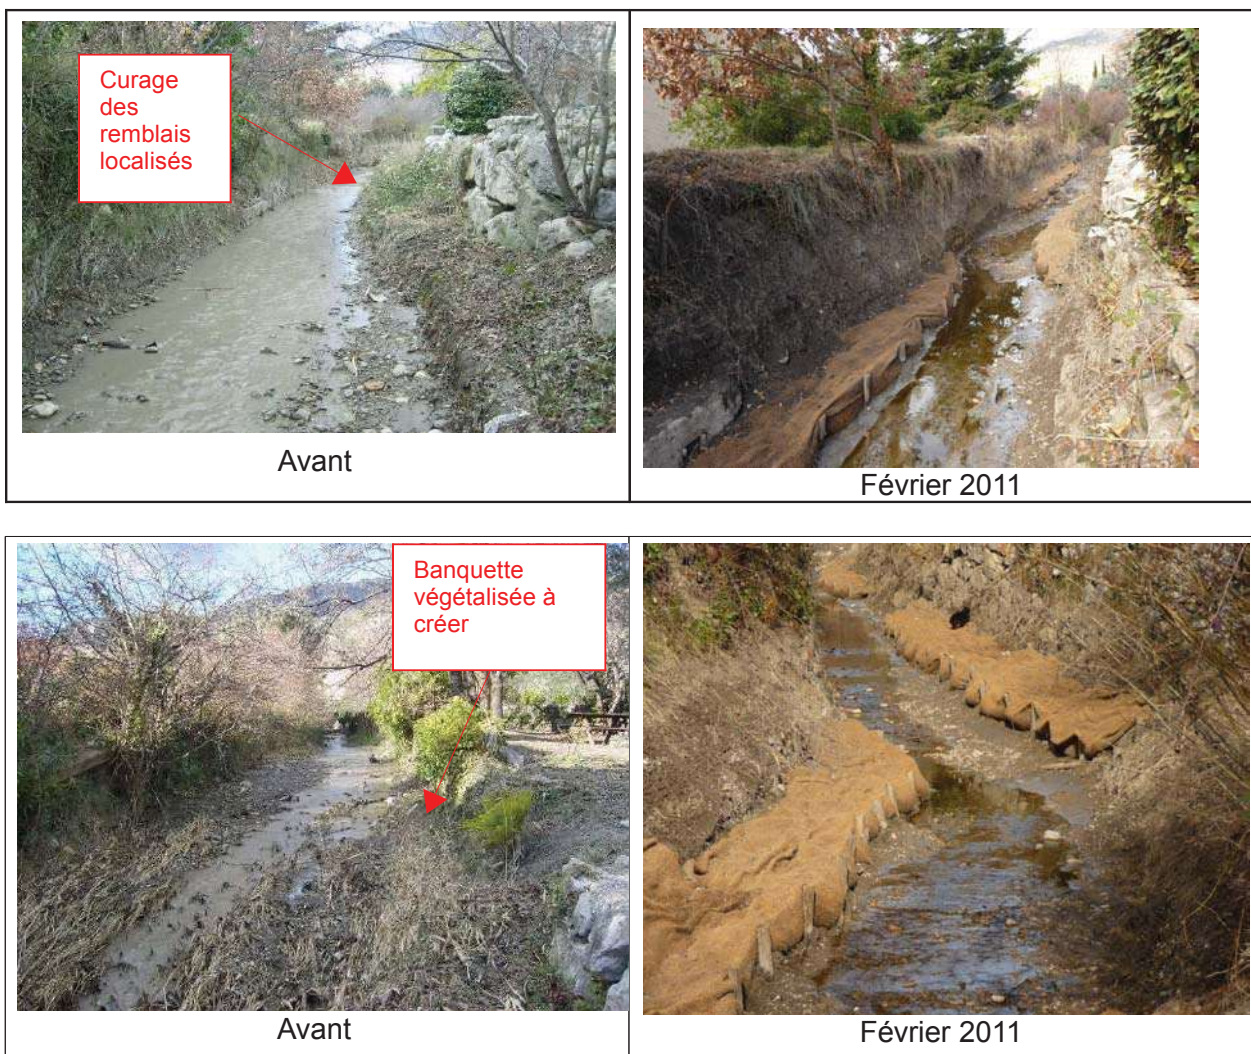 Curage
des
remblais
localisés
Avant
Février 2011
Banquette
végétalisée à
créer
Avant
Février 2011